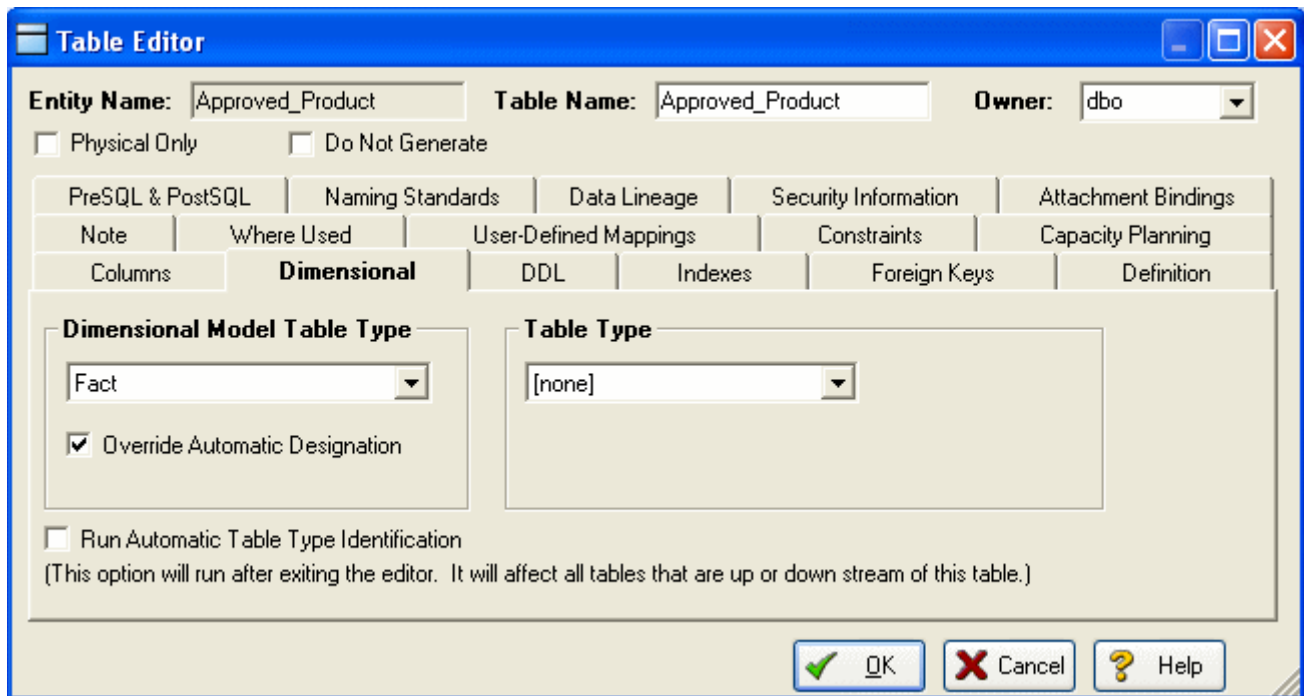 Table Editor
Entity Name: Approved_Product Table Name: Approved_Product Owner: dbo
Physical Only Do Not Generate
PreSQL & PostSQL Naming Standards Data Lineage Security Information Attachment Bindings
Note Where Used User-Defined Mappings Constraints Capacity Planning
Columns Dimensional DDL Indexes Foreign Keys Definition
Dimensional Model Table Type Table Type
Fact [none]
Override Automatic Designation
Run Automatic Table Type Identification
(This option will run after exiting the editor. It will affect all tables that are up or down stream of this table.)
OK Cancel Help